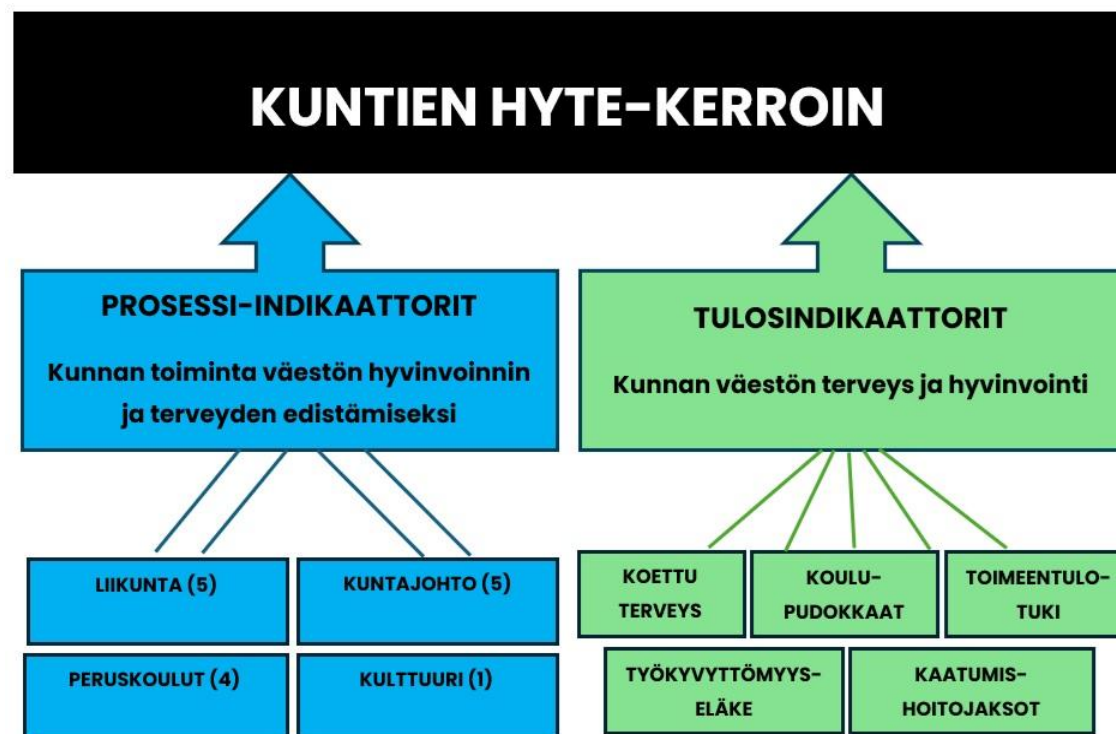 KUNTIEN HYTE-KERROIN
PROSESSI-INDIKAATTORIT
Kunnan toiminta väestön hyvinvoinnin
ja terveyden edistämiseksi
TULOSINDIKAATTORIT
Kunnan väestön terveys ja hyvinvointi
LIIKUNTA (5)
KUNTAJOHTO (5)
PERUSKOULUT (4)
KULTTUURI (1)
KOETTU
TERVEYS
KOULU-
PUDOKKAAT
TOIMEENTULO-
TUKI
TYÖKYVYTTÖMYYS-
ELÄKE
KAATUMIS-
HOITOJAKSOT